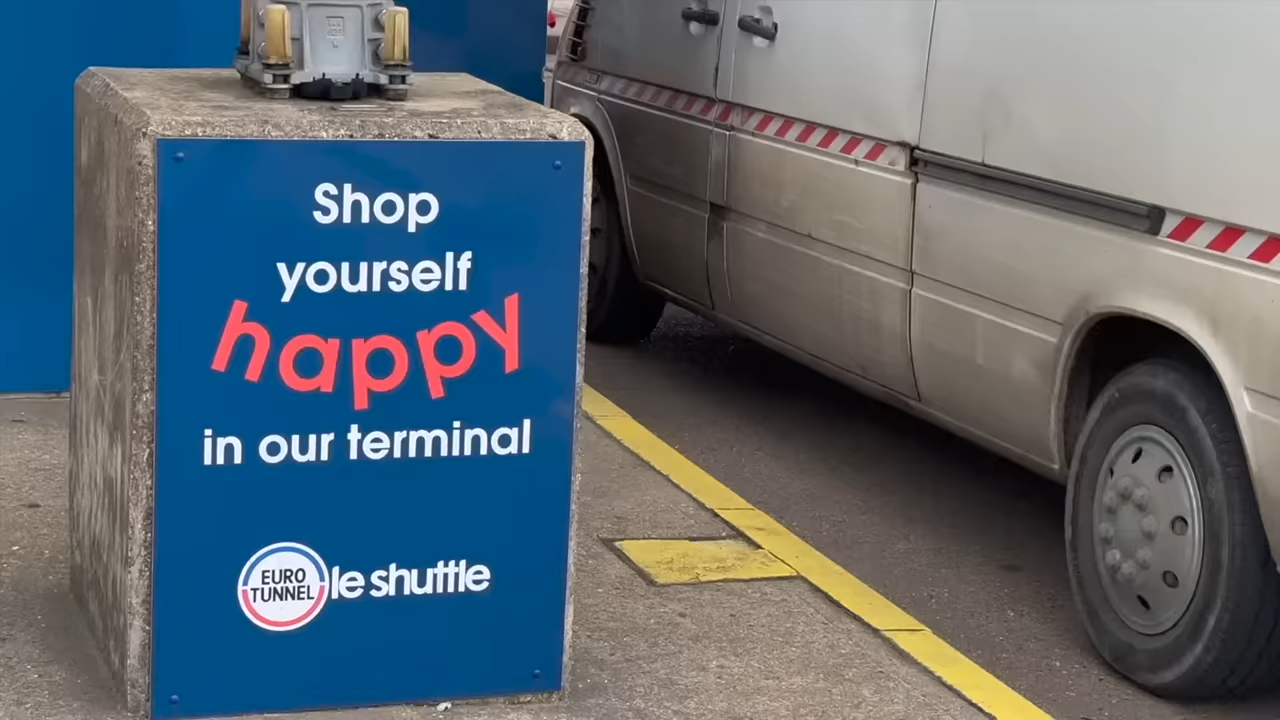 Shop
yourself
happy
in our terminal
EURO
TUNNEL
le shuttle